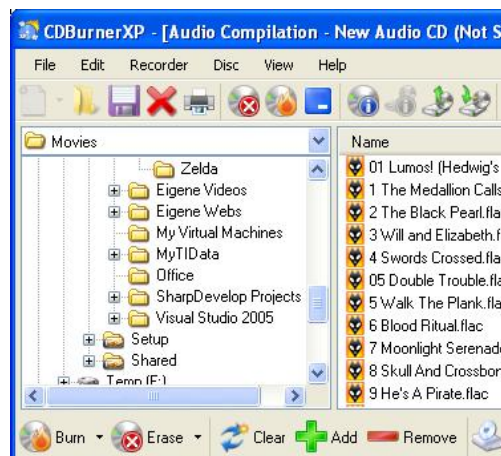 CDBurnerXP - [Audio Compilation - New Audio CD (Not S
File Edit Recorder Disc View Help
Movies
Zelda
Eigene Videos
Eigene Webs
My Virtual Machines
MyTIData
Office
SharpDevelop Projects
Visual Studio 2005
Setup
Shared
Temp (F:)
Name
01 Lumos! (Hedwig's
1 The Medallion Calls
2 The Black Pearl.fla
3 Will and Elizabeth.f
4 Swords Crossed.fla
05 Double Trouble.fla
5 Walk The Plank.fla
6 Blood Ritual.flac
7 Moonlight Serenade
8 Skull And Crossbon
9 He's A Pirate.flac
Burn Erase Clear Add Remove